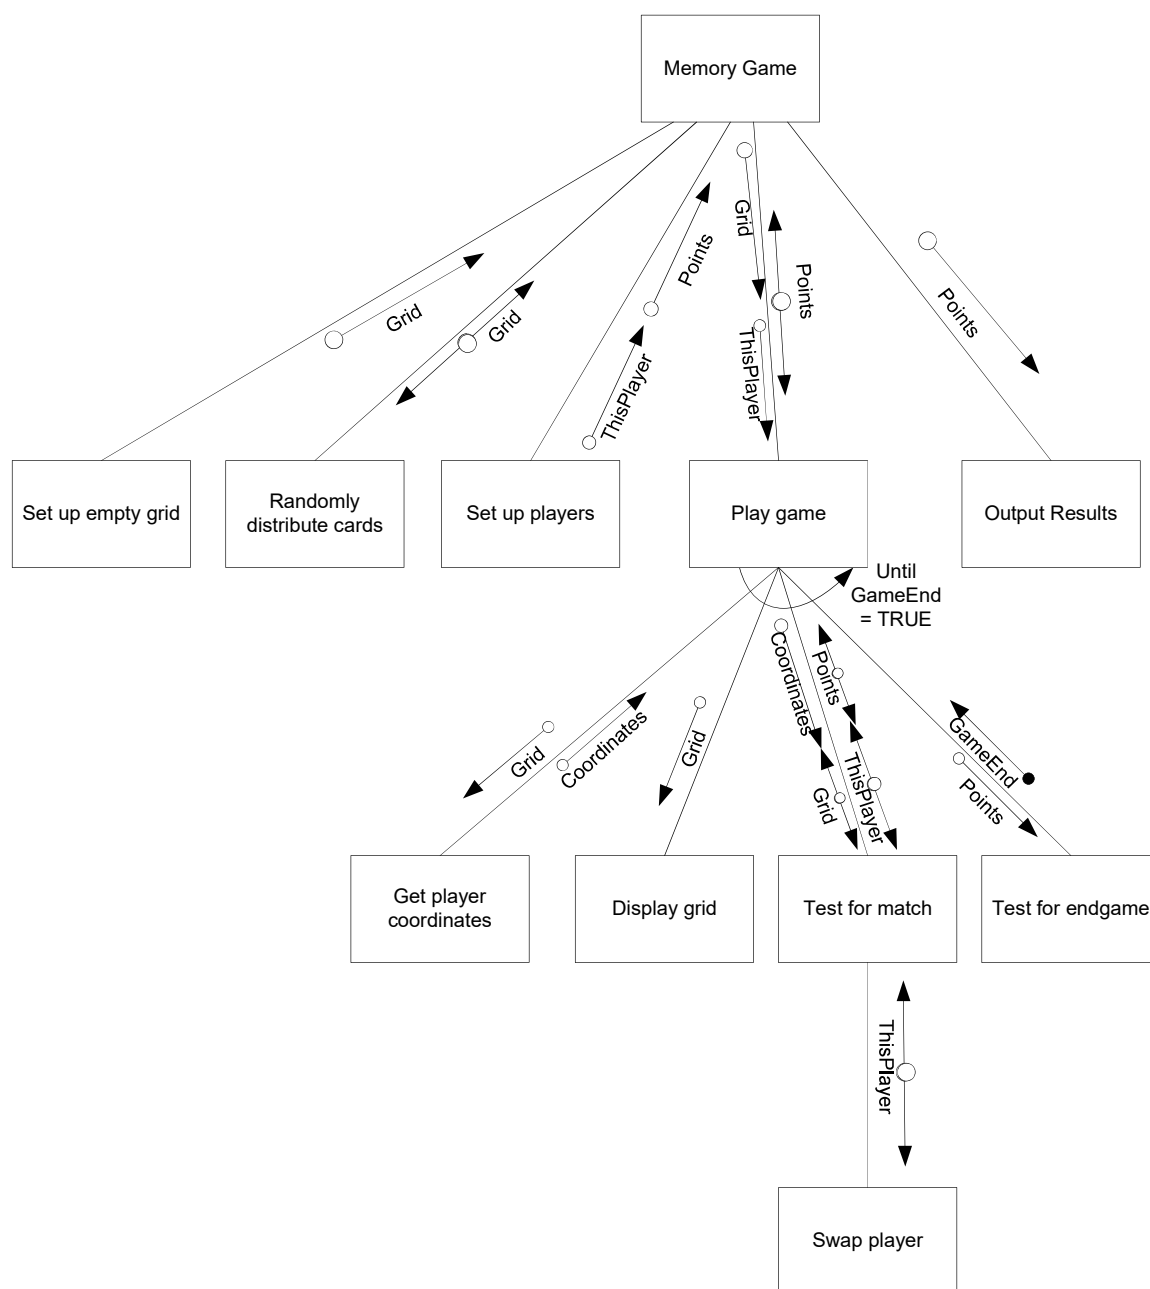 Memory Game
Grid
Grid
ThisPlayer
Points
Grid
ThisPlayer
Points
Points
Set up empty grid
Randomly
distribute cards
Set up players
Play game
Output Results
Until
GameEnd
= TRUE
Grid
Coordinates
Grid
Coordinates
Grid
Points
ThisPlayer
GameEnd
Points
Get player
coordinates
Display grid
Test for match
Test for endgame
ThisPlayer
Swap player